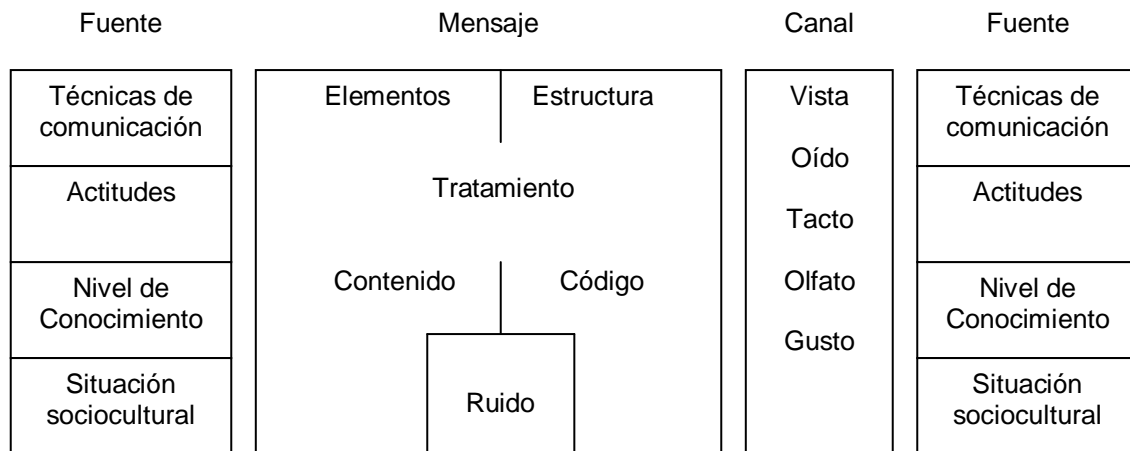 Fuente
Mensaje
Canal
Fuente
Técnicas de
comunicación
Actitudes
Nivel de
Conocimiento
Situación
sociocultural
Elementos
Estructura
Tratamiento
Contenido
Código
Ruido
Vista
Oído
Tacto
Olfato
Gusto
Técnicas de
comunicación
Actitudes
Nivel de
Conocimiento
Situación
sociocultural